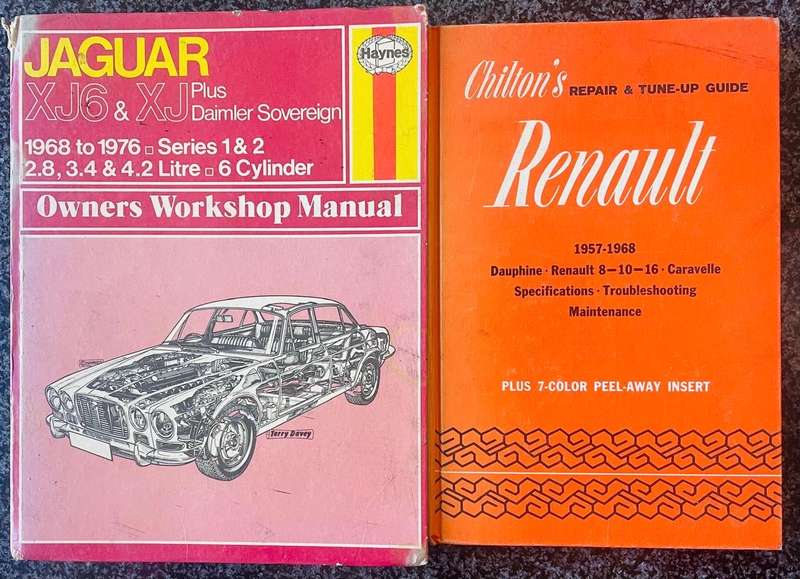 JAGUAR
XJ6 & XJ Plus
Daimler Sovereign
1968 to 1976 □ Series 1 & 2
2.8, 3.4 & 4.2 Litre □ 6 Cylinder
Haynes
Owners Workshop Manual
Terry Davey
Chilton's REPAIR & TUNE-UP GUIDE
Renault
1957-1968
Dauphine · Renault 8—10—16 · Caravelle
Specifications · Troubleshooting
Maintenance
PLUS 7-COLOR PEEL-AWAY INSERT